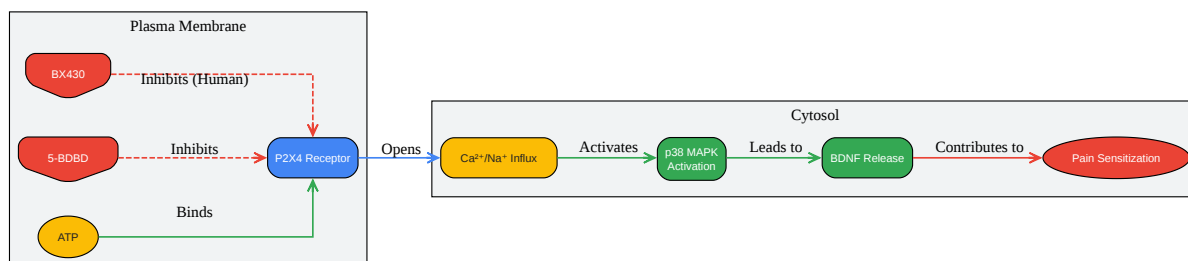 Plasma Membrane
BX430
Inhibits (Human)
5-BDBD
Inhibits
P2X4 Receptor
Binds
ATP
Opens
Cytosol
Ca²⁺/Na⁺ Influx
Activates
p38 MAPK
Activation
Leads to
BDNF Release
Contributes to
Pain Sensitization